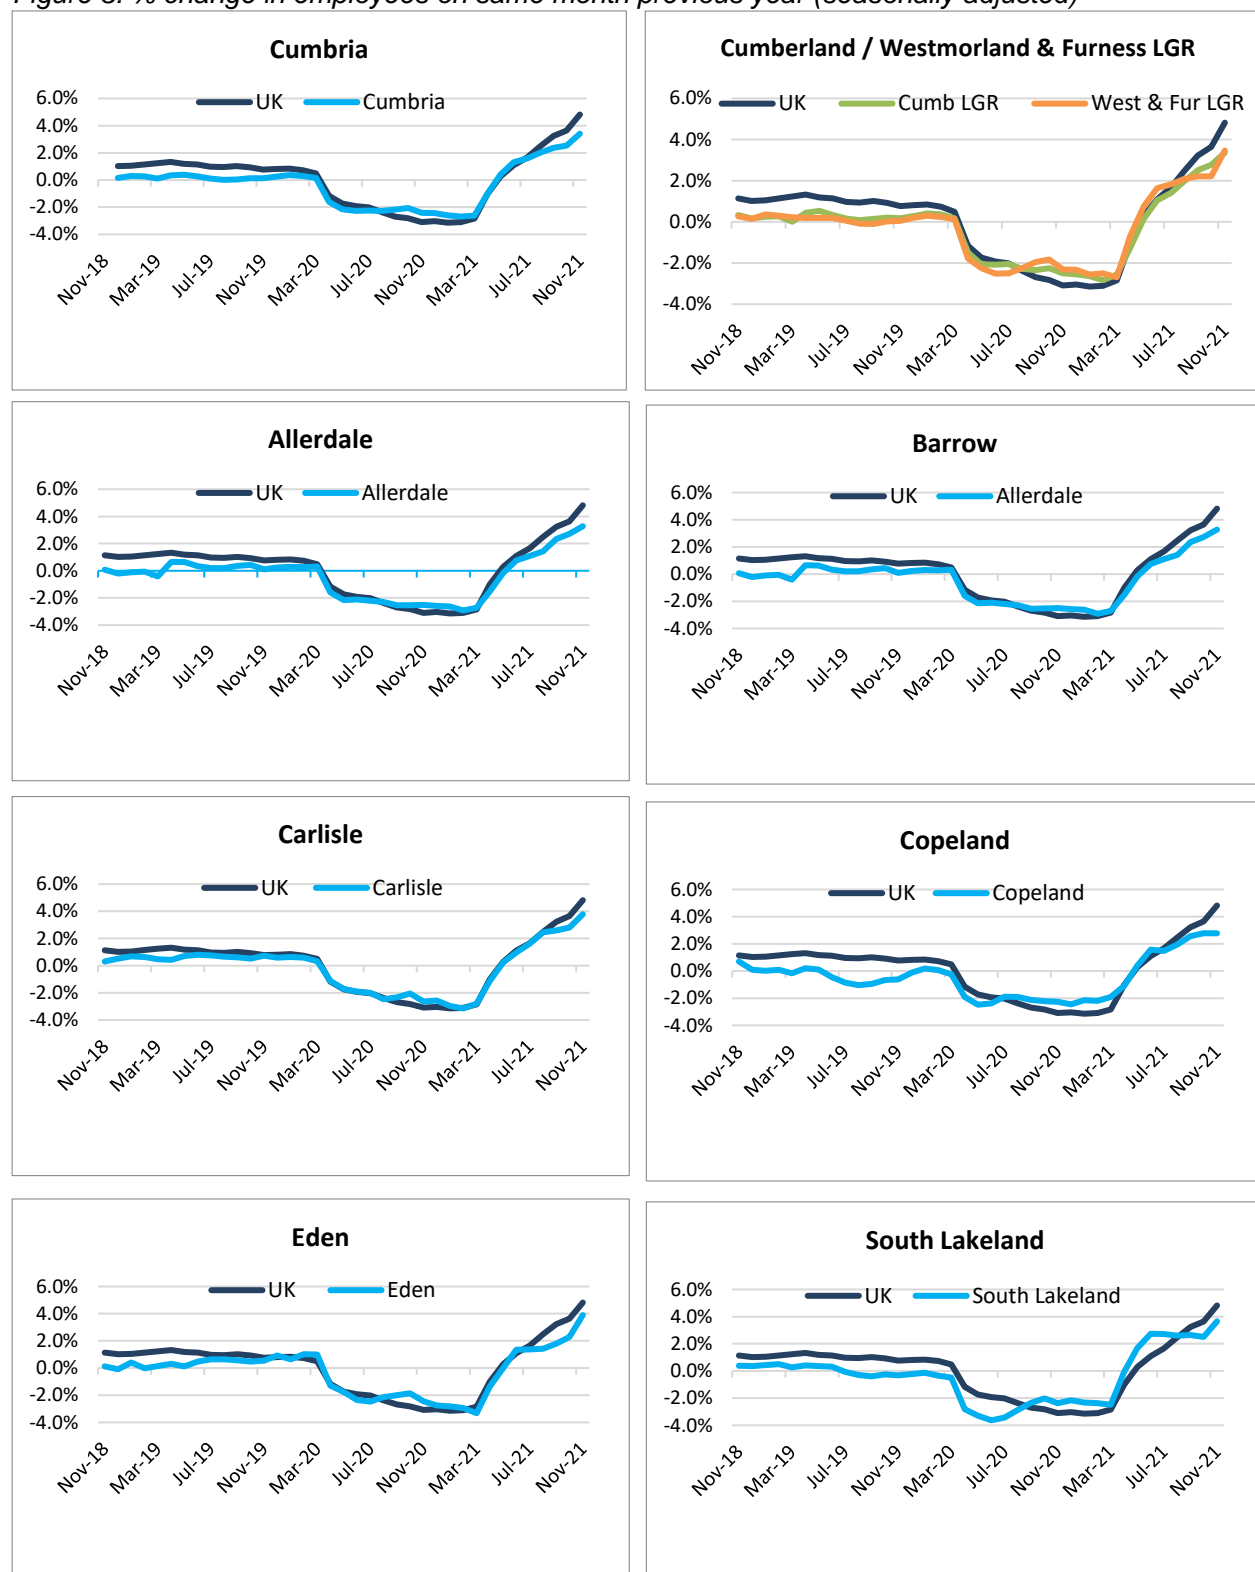 Figure 3: % change in employees on same month previous year (seasonally adjusted)
Cumbria
UK Cumbria
6.0%
4.0%
2.0%
0.0%
-2.0%
-4.0%
Nov-18 Mar-19 Jul-19 Nov-19 Mar-20 Jul-20 Nov-20 Mar-21 Jul-21 Nov-21
Cumberland / Westmorland & Furness LGR
UK Cumb LGR West & Fur LGR
6.0%
4.0%
2.0%
0.0%
-2.0%
-4.0%
Nov-18 Mar-19 Jul-19 Nov-19 Mar-20 Jul-20 Nov-20 Mar-21 Jul-21 Nov-21
Allerdale
UK Allerdale
6.0%
4.0%
2.0%
0.0%
-2.0%
-4.0%
Nov-18 Mar-19 Jul-19 Nov-19 Mar-20 Jul-20 Nov-20 Mar-21 Jul-21 Nov-21
Barrow
UK Allerdale
6.0%
4.0%
2.0%
0.0%
-2.0%
-4.0%
Nov-18 Mar-19 Jul-19 Nov-19 Mar-20 Jul-20 Nov-20 Mar-21 Jul-21 Nov-21
Carlisle
UK Carlisle
6.0%
4.0%
2.0%
0.0%
-2.0%
-4.0%
Nov-18 Mar-19 Jul-19 Nov-19 Mar-20 Jul-20 Nov-20 Mar-21 Jul-21 Nov-21
Copeland
UK Copeland
6.0%
4.0%
2.0%
0.0%
-2.0%
-4.0%
Nov-18 Mar-19 Jul-19 Nov-19 Mar-20 Jul-20 Nov-20 Mar-21 Jul-21 Nov-21
Eden
UK Eden
6.0%
4.0%
2.0%
0.0%
-2.0%
-4.0%
Nov-18 Mar-19 Jul-19 Nov-19 Mar-20 Jul-20 Nov-20 Mar-21 Jul-21 Nov-21
South Lakeland
UK South Lakeland
6.0%
4.0%
2.0%
0.0%
-2.0%
-4.0%
Nov-18 Mar-19 Jul-19 Nov-19 Mar-20 Jul-20 Nov-20 Mar-21 Jul-21 Nov-21